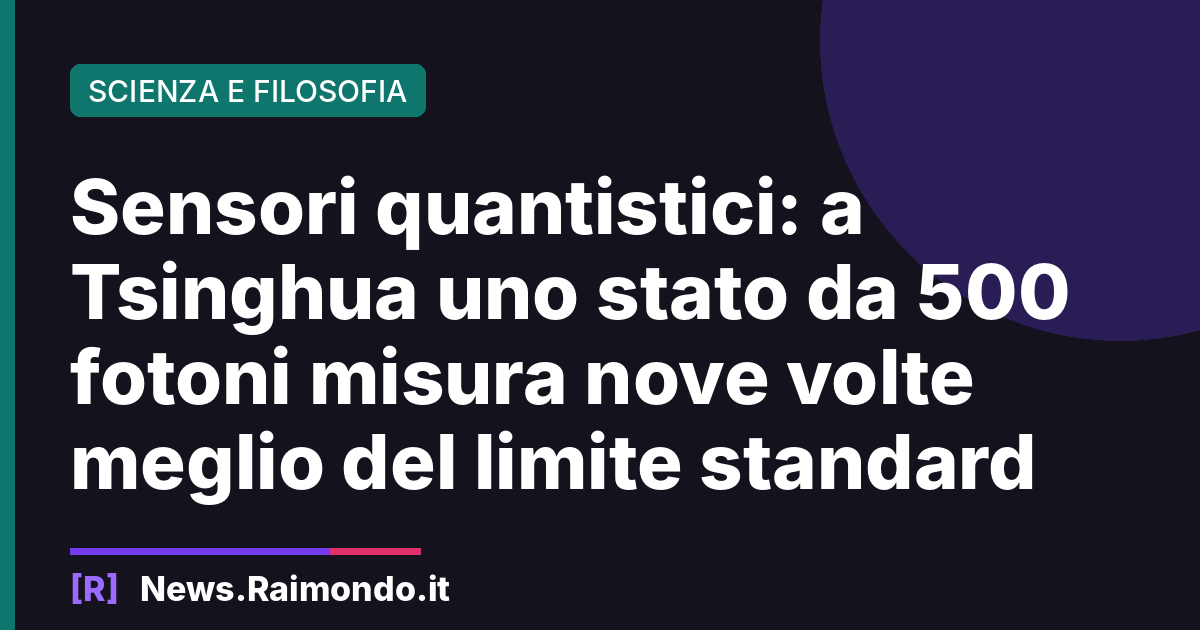 SCIENZA E FILOSOFIA
Sensori quantistici: a
Tsinghua uno stato da 500
fotoni misura nove volte
meglio del limite standard
[R] News.Raimondo.it